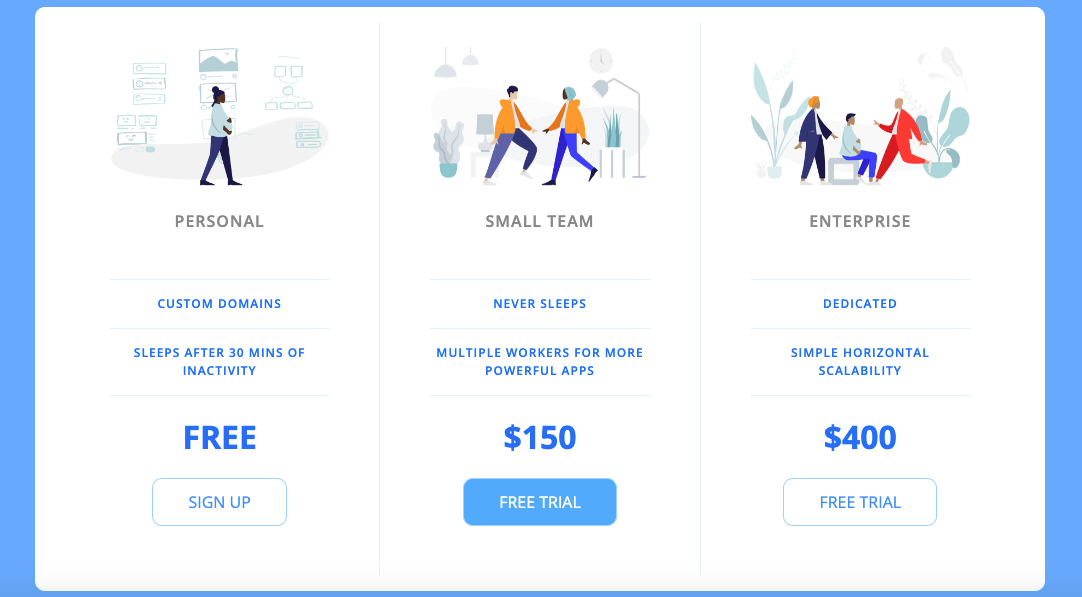 PERSONAL
CUSTOM DOMAINS
SLEEPS AFTER 30 MINS OF
INACTIVITY
FREE
SIGN UP
SMALL TEAM
NEVER SLEEPS
MULTIPLE WORKERS FOR MORE
POWERFUL APPS
$150
FREE TRIAL
ENTERPRISE
DEDICATED
SIMPLE HORIZONTAL
SCALABILITY
$400
FREE TRIAL